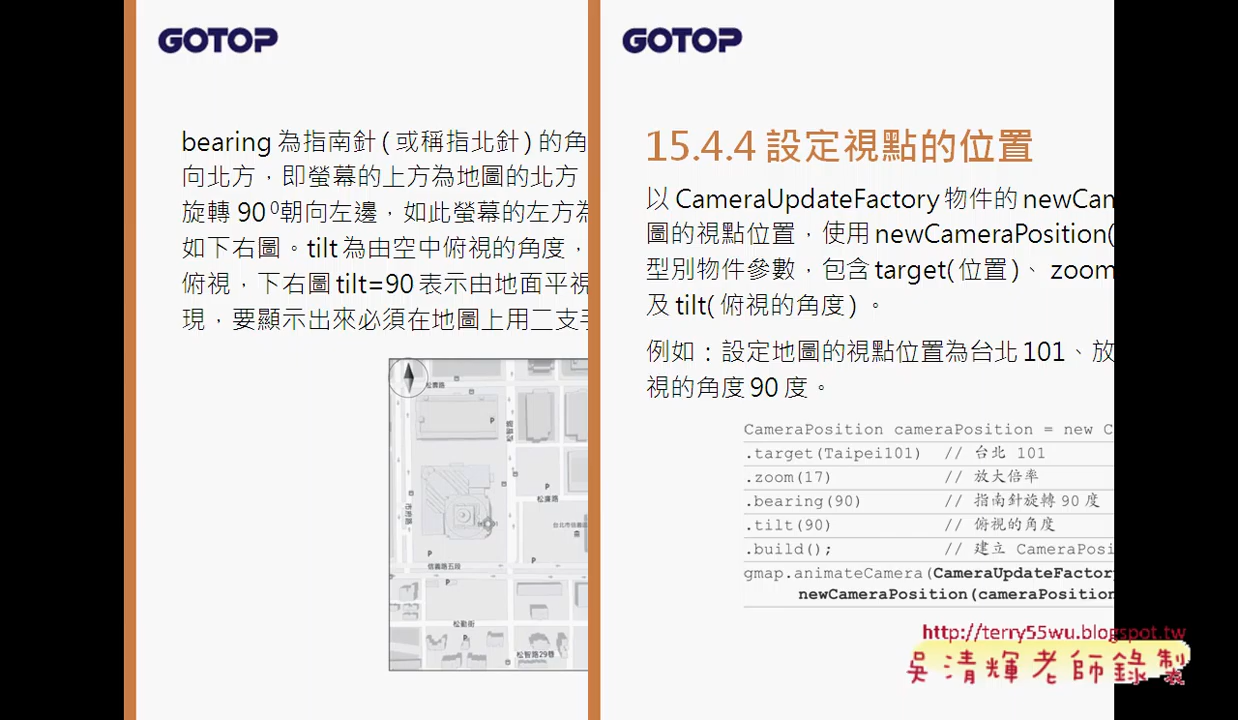 GOTOP
bearing 為指南針 ( 或稱指北針 ) 的角
向北方，即螢幕的上方為地圖的北方
旋轉 90⁰朝向左邊，如此螢幕的左方為
如下右圖。tilt 為由空中俯視的角度，
俯視，下右圖 tilt=90 表示由地面平視
現，要顯示出來必須在地圖上用二支手
松壽路
P
P
松廉路
市府路
P
P
信義路五段
P
松勤街
P
松智路29巷
GOTOP
15.4.4 設定視點的位置
以 CameraUpdateFactory 物件的 newCam
圖的視點位置，使用 newCameraPosition(
型別物件參數，包含 target( 位置 )、 zoom
及 tilt( 俯視的角度 ) 。
例如：設定地圖的視點位置為台北 101、放
視的角度 90 度。
CameraPosition cameraPosition = new C
.target(Taipei101) // 台北 101
.zoom(17) // 放大倍率
.bearing(90) // 指南針旋轉 90 度
.tilt(90) // 俯視的角度
.build(); // 建立 CameraPosi
gmap.animateCamera(CameraUpdateFactory
newCameraPosition(cameraPosition
http://terry55wu.blogspot.tw
吳清輝老師錄製